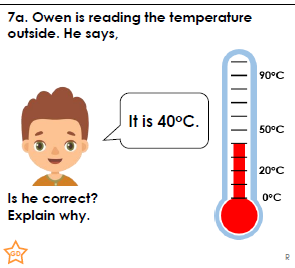 7a. Owen is reading the temperature
outside. He says,
90°C
It is 40°C.
50°C
20°C
Is he correct?
0°C
Explain why.
GD
R